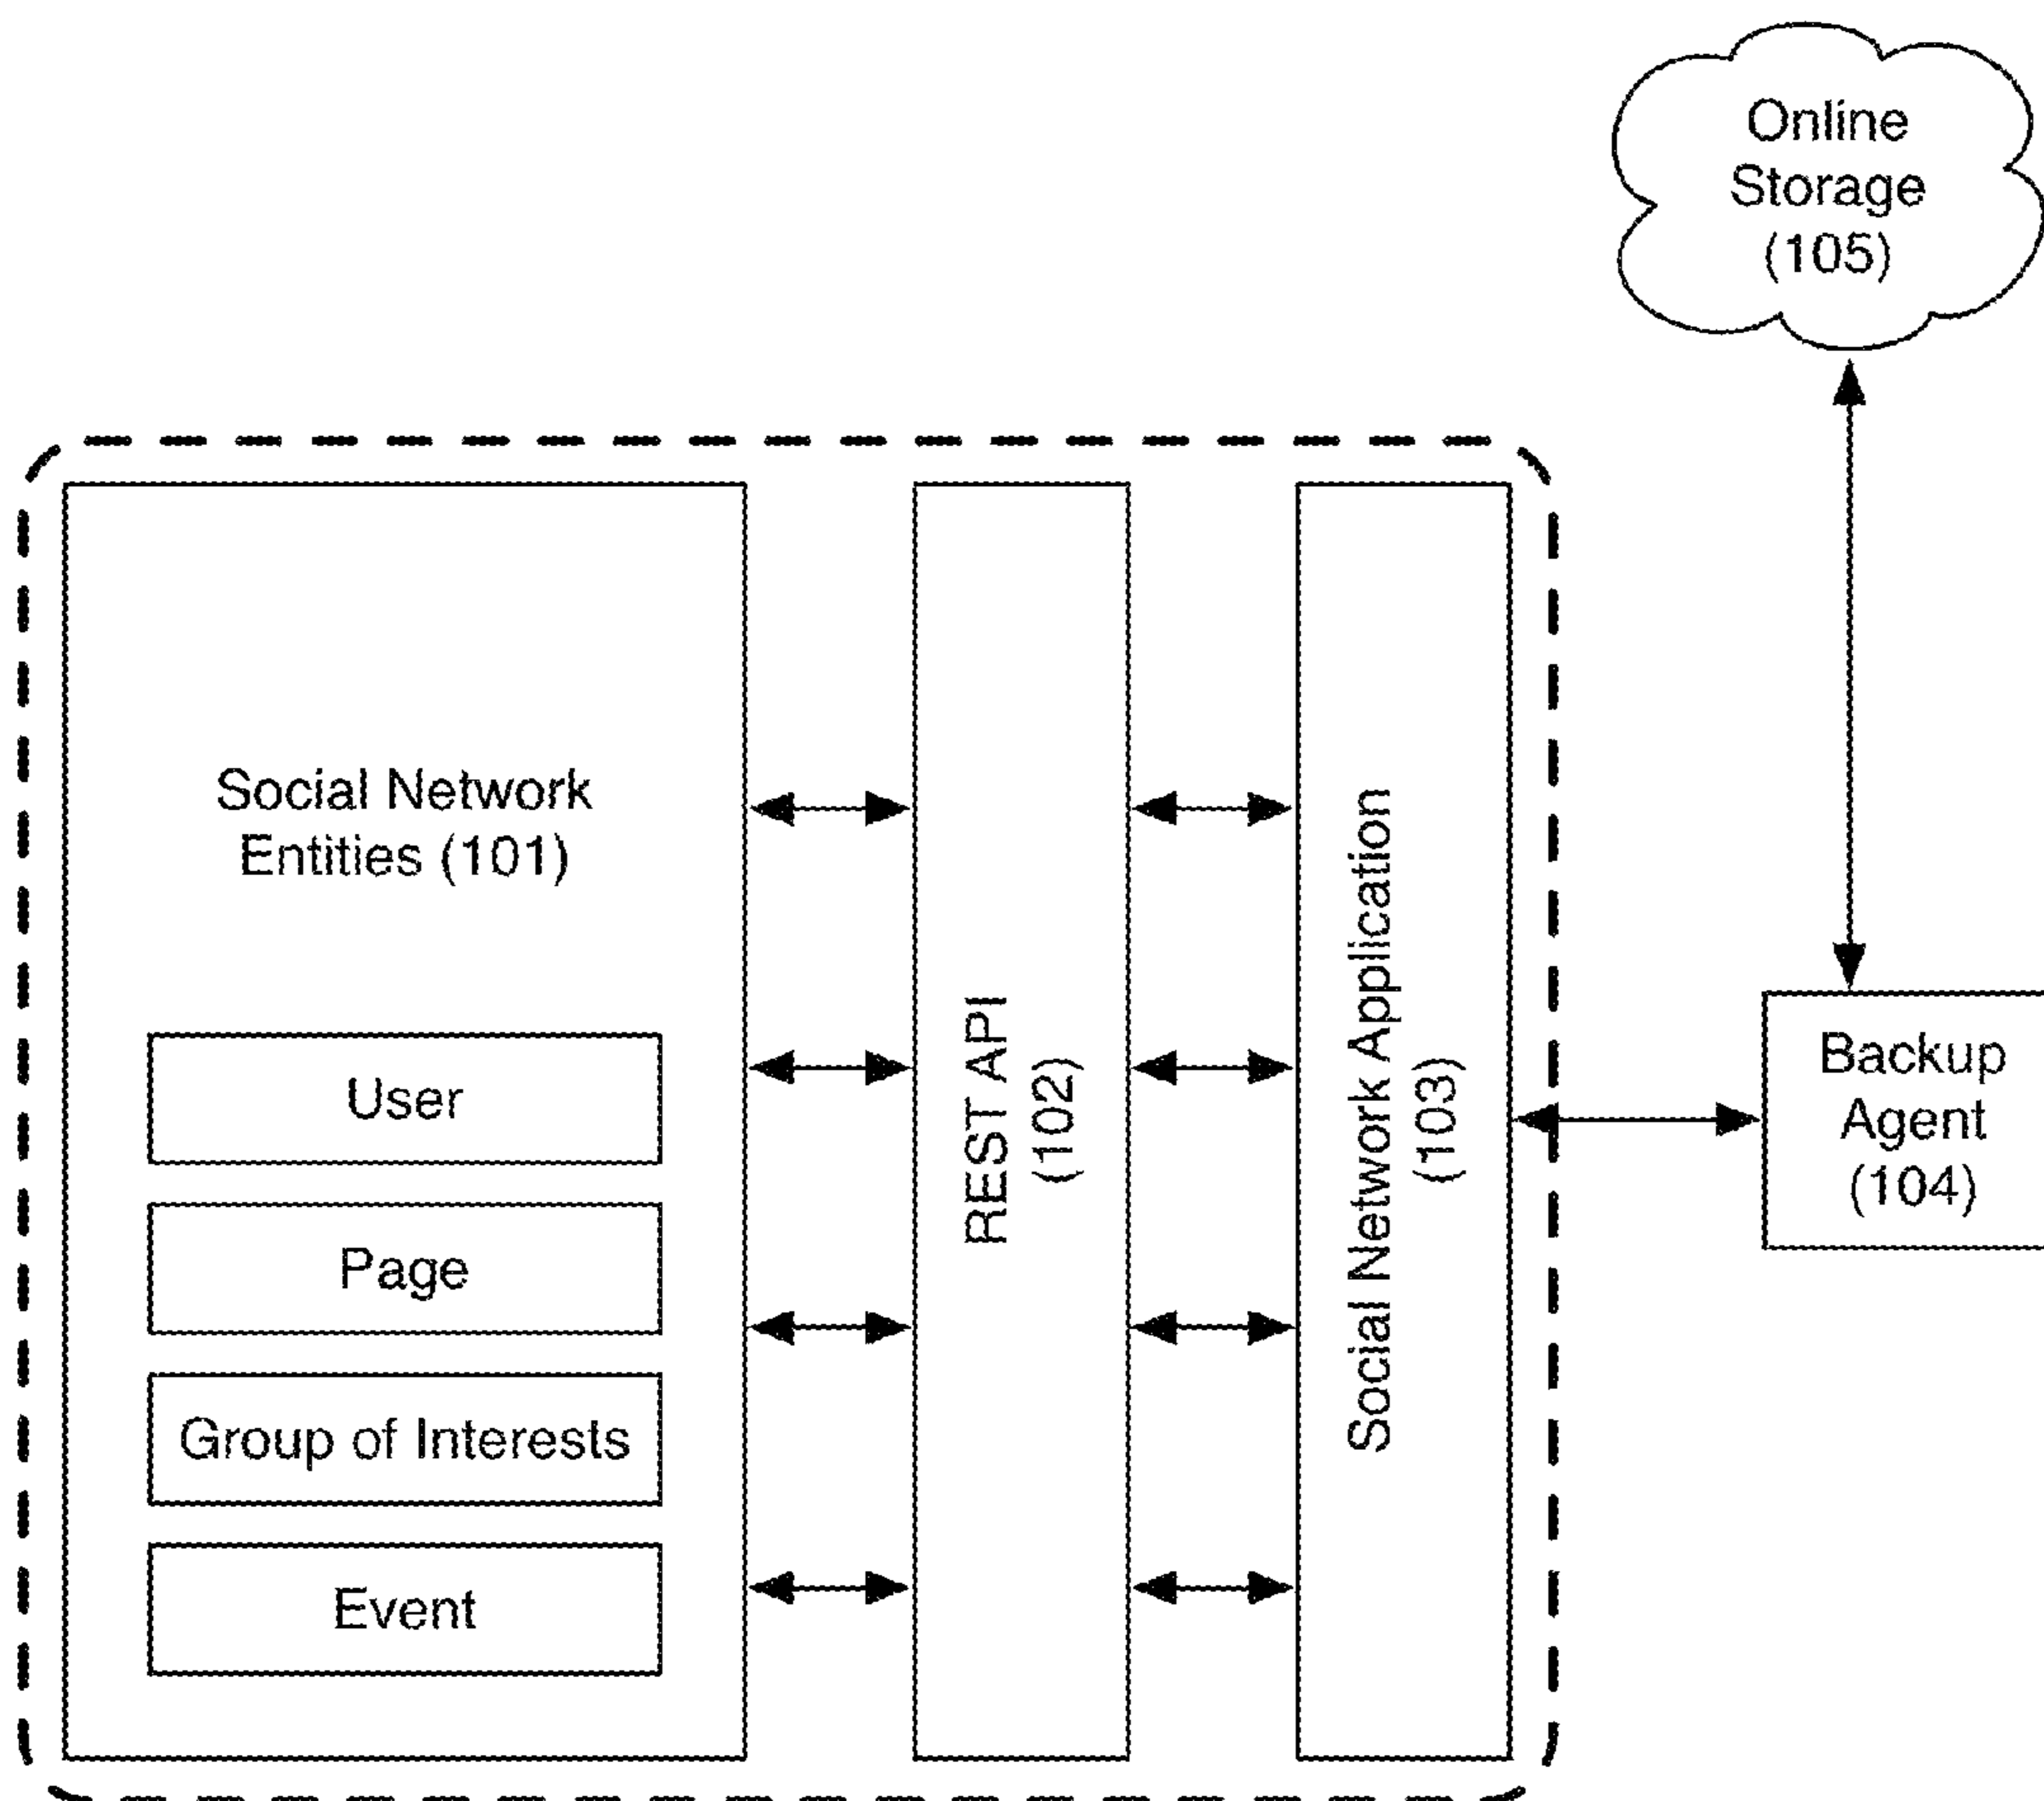 Online
Storage
(105)
Social Network
Entities (101)
User
Page
Group of Interests
Event
REST API
(102)
Social Network Application
(103)
Backup
Agent
(104)